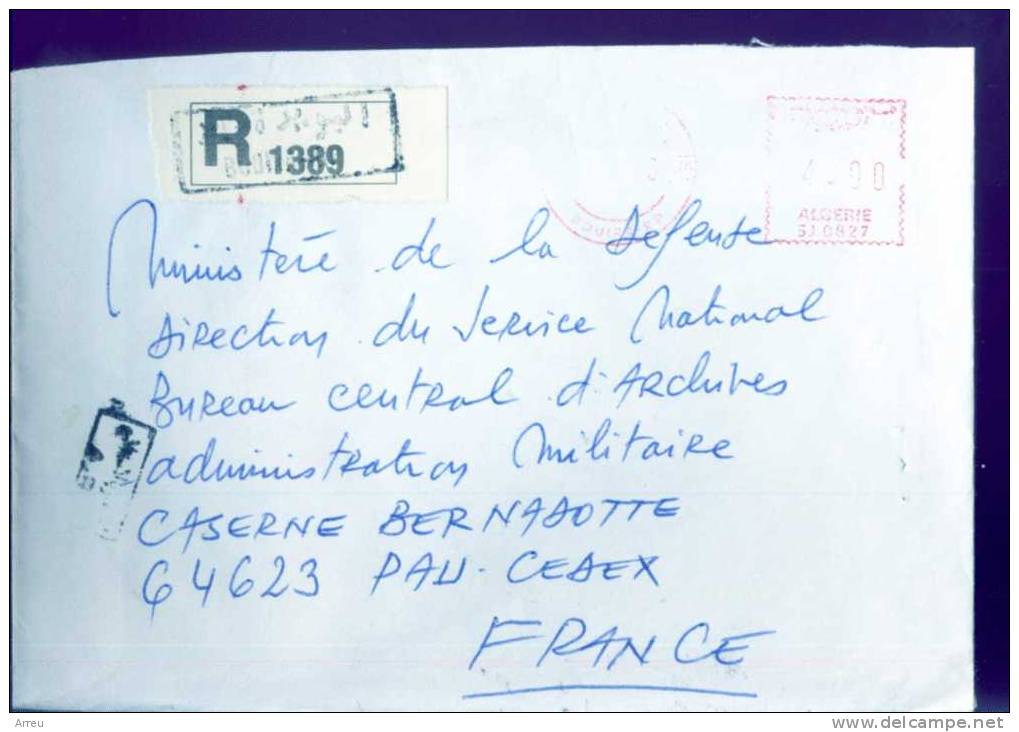 R 1389
4.00
ALGERIE
SJ 0827
Ministère de la Défense
Direction du Service National
Bureau central d'Archives
administration Militaire
CASERNE BERNADOTTE
64623 PAU-CEDEX
FRANCE
Arreu
delcampe.net